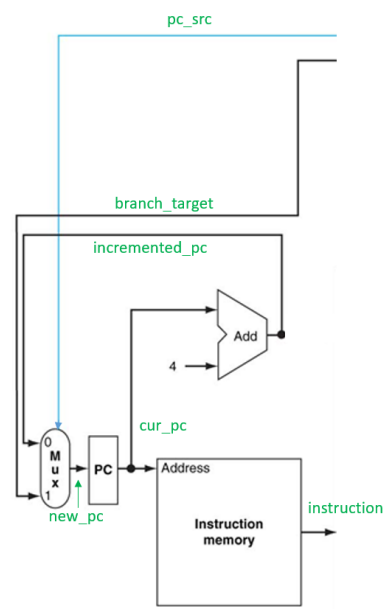 pc_src
branch_target
incremented_pc
Add
4
cur_pc
0
M
u
x
1
PC
Address
new_pc
Instruction
memory
instruction